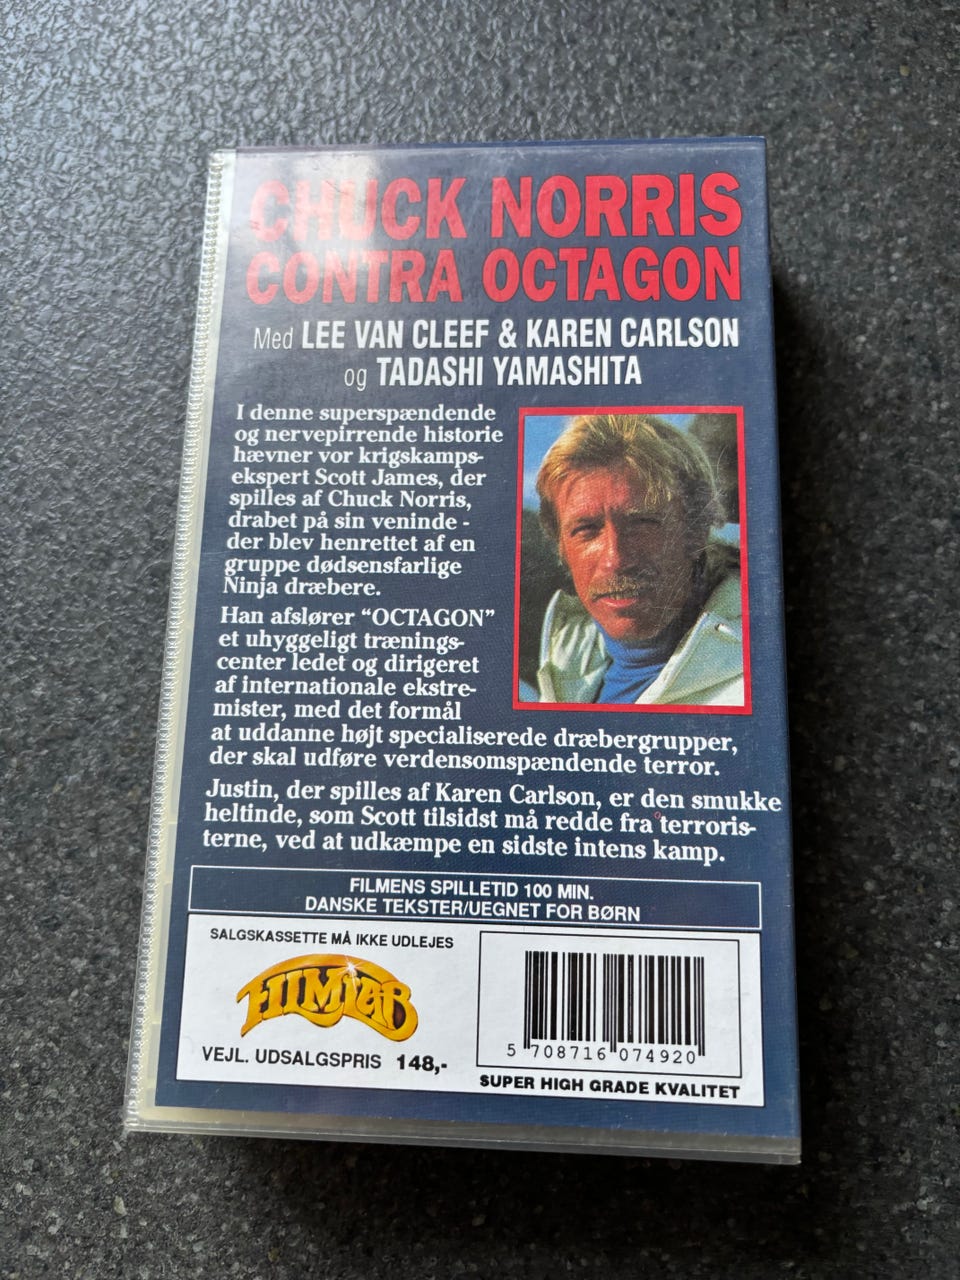 CHUCK NORRIS
CONTRA OCTAGON
Med LEE VAN CLEEF & KAREN CARLSON
og TADASHI YAMASHITA
I denne superspændende
og nervepirrende historie
hævner vor krigskamps-
ekspert Scott James, der
spilles af Chuck Norris,
drabet på sin veninde -
der blev henrettet af en
gruppe dødsensfarlige
Ninja dræbere.
Han afslører “OCTAGON”
et uhyggeligt trænings-
center ledet og dirigeret
af internationale ekstre-
mister, med det formål
at uddanne højt specialiserede dræbergrupper,
der skal udføre verdensomspændende terror.
Justin, der spilles af Karen Carlson, er den smukke
heltinde, som Scott tilsidst må redde fra terroris-
terne, ved at udkæmpe en sidste intens kamp.
FILMENS SPILLETID 100 MIN.
DANSKE TEKSTER/UEGNET FOR BØRN
SALGSKASSETTE MÅ IKKE UDLEJES
FILMLAB
VEJL. UDSALGSPRIS 148,-
5 708716 074920
SUPER HIGH GRADE KVALITET